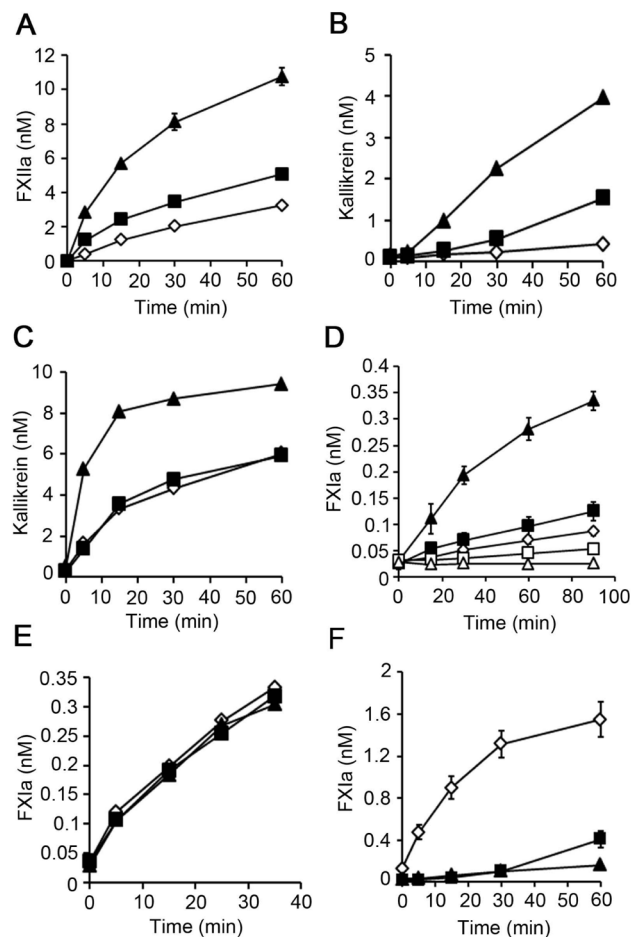 A
12
10
8
6
4
2
0
FXIIa (nM)
0 10 20 30 40 50 60
Time (min)
B
5
4
3
2
1
0
Kallikrein (nM)
0 10 20 30 40 50 60
Time (min)
C
10
8
6
4
2
0
Kallikrein (nM)
0 10 20 30 40 50 60
Time (min)
D
0.4
0.35
0.3
0.25
0.2
0.15
0.1
0.05
0
FXIa (nM)
0 20 40 60 80 100
Time (min)
E
0.35
0.3
0.25
0.2
0.15
0.1
0.05
0
FXIa (nM)
0 10 20 30 40
Time (min)
F
2
1.6
1.2
0.8
0.4
0
FXIa (nM)
0 10 20 30 40 50 60
Time (min)